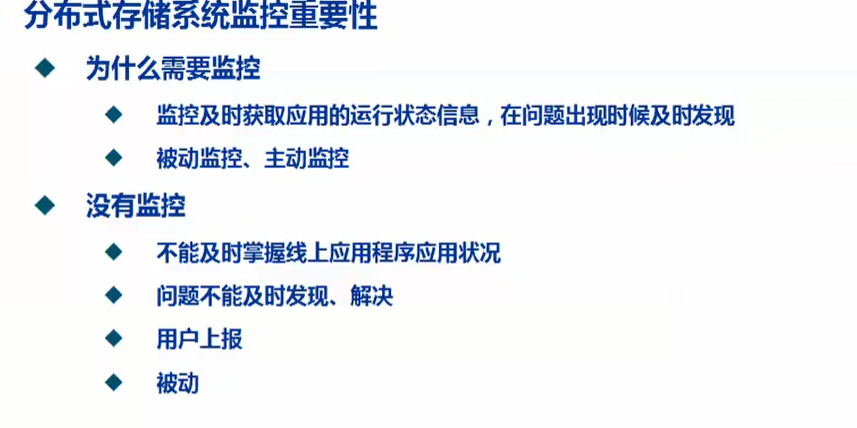 分布式存储系统监控重要性
为什么需要监控
监控及时获取应用的运行状态信息，在问题出现时候及时发现
被动监控、主动监控
没有监控
不能及时掌握线上应用程序应用状况
问题不能及时发现、解决
用户上报
被动